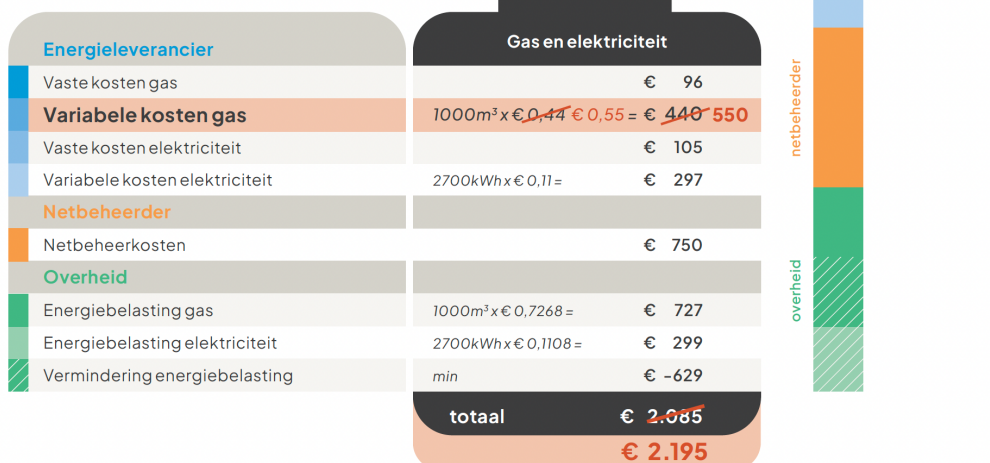 Gas en elektriciteit
Energieleverancier
Vaste kosten gas € 96
Variabele kosten gas 1000m³ x € 0,44 € 0,55 = € 440 550
Vaste kosten elektriciteit € 105
Variabele kosten elektriciteit 2700kWh x € 0,11 = € 297
Netbeheerder
Netbeheerkosten € 750
Overheid
Energiebelasting gas 1000m³ x € 0,7268 = € 727
Energiebelasting elektriciteit 2700kWh x € 0,1108 = € 299
Vermindering energiebelasting min € -629
totaal € 2.085
€ 2.195
netbeheerder
overheid